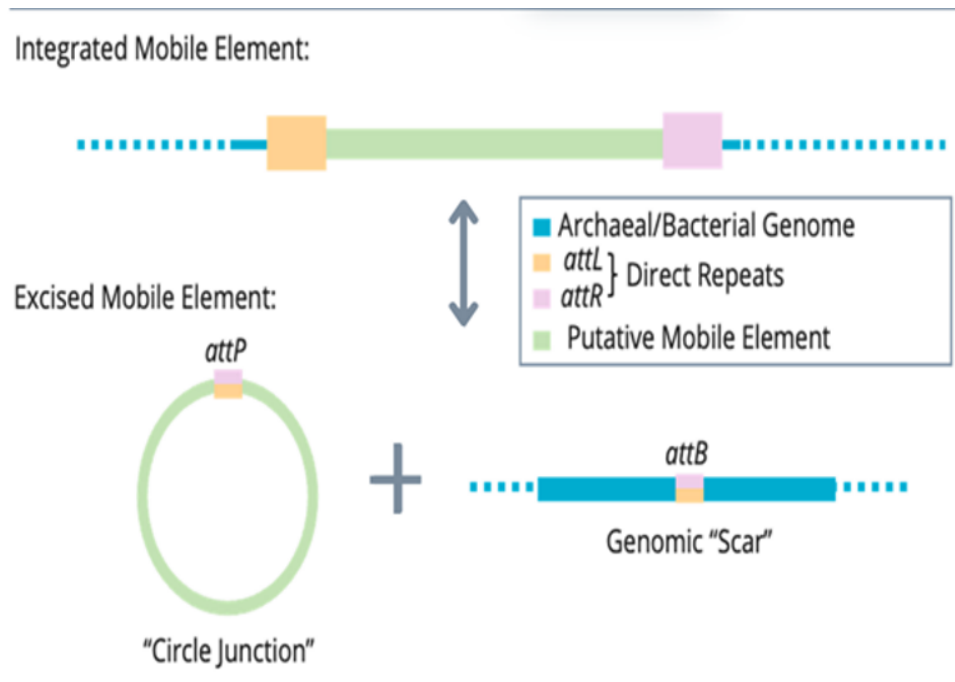 Integrated Mobile Element:
Archaeal/Bacterial Genome
attL
attR
} Direct Repeats
Putative Mobile Element
Excised Mobile Element:
attP
+
attB
Genomic “Scar”
“Circle Junction”